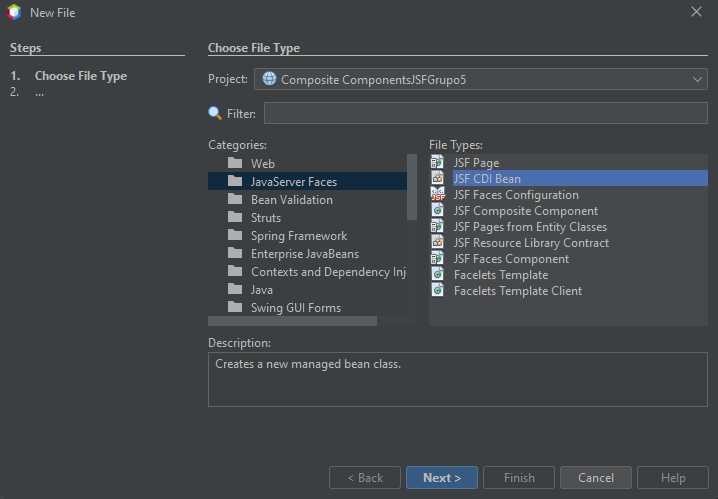 New File
Steps
1. Choose File Type
2. ...
Choose File Type
Project: Composite ComponentsJSFGrupo5
Filter:
Categories:
Web
JavaServer Faces
Bean Validation
Struts
Spring Framework
Enterprise JavaBeans
Contexts and Dependency Inj
Java
Swing GUI Forms
File Types:
JSF Page
JSF CDI Bean
JSF Faces Configuration
JSF Composite Component
JSF Pages from Entity Classes
JSF Resource Library Contract
JSF Faces Component
Facelets Template
Facelets Template Client
Description:
Creates a new managed bean class.
< Back
Next >
Finish
Cancel
Help